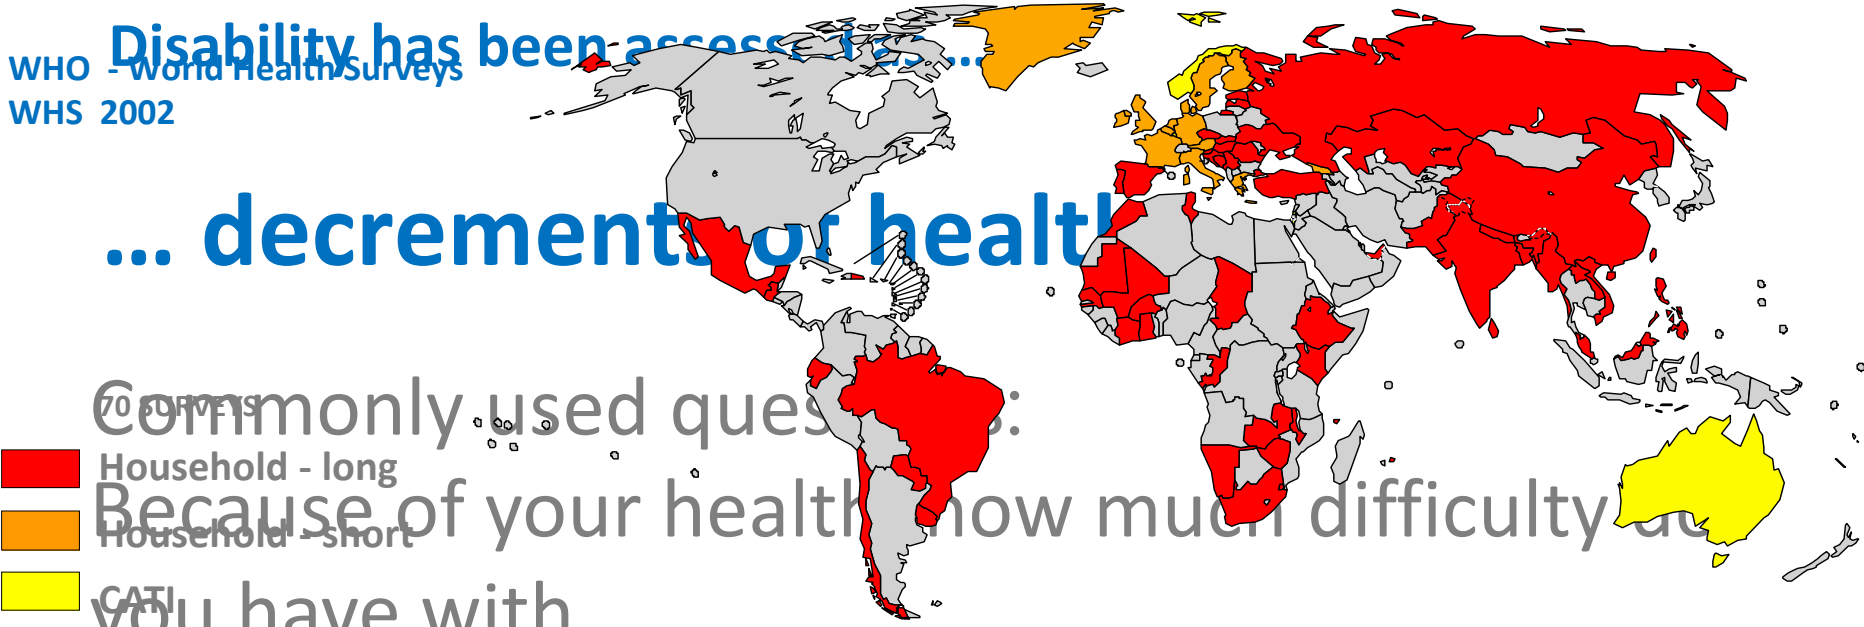 Disability has been assessed as ...
WHO - World Health Surveys
WHS 2002
... decrements of health
70 SURVEYS
Commonly used questions:
Household - long
Because of your health how much difficulty do
Household - short
CATI
you have with